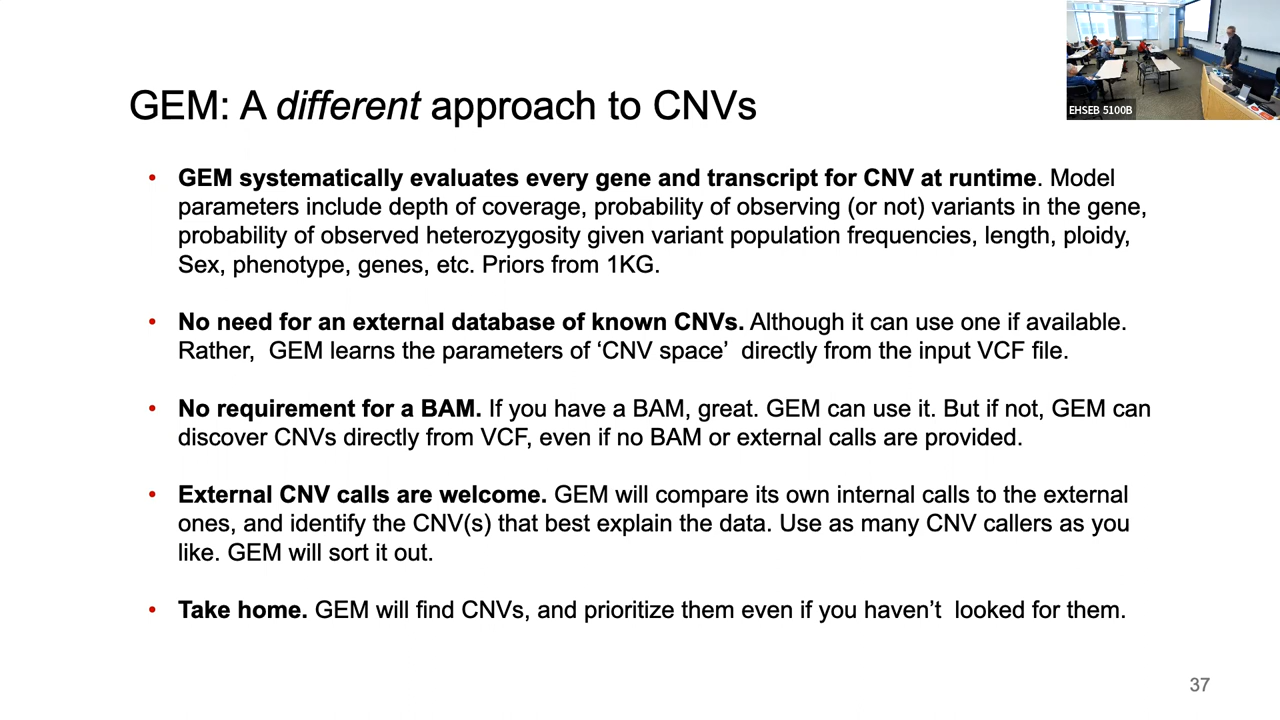 EHSEB 5100B
GEM: A different approach to CNVs
• GEM systematically evaluates every gene and transcript for CNV at runtime. Model
parameters include depth of coverage, probability of observing (or not) variants in the gene,
probability of observed heterozygosity given variant population frequencies, length, ploidy,
Sex, phenotype, genes, etc. Priors from 1KG.
• No need for an external database of known CNVs. Although it can use one if available.
Rather,  GEM learns the parameters of ‘CNV space’  directly from the input VCF file.
• No requirement for a BAM. If you have a BAM, great. GEM can use it. But if not, GEM can
discover CNVs directly from VCF, even if no BAM or external calls are provided.
• External CNV calls are welcome. GEM will compare its own internal calls to the external
ones, and identify the CNV(s) that best explain the data. Use as many CNV callers as you
like. GEM will sort it out.
• Take home. GEM will find CNVs, and prioritize them even if you haven’t  looked for them.
37